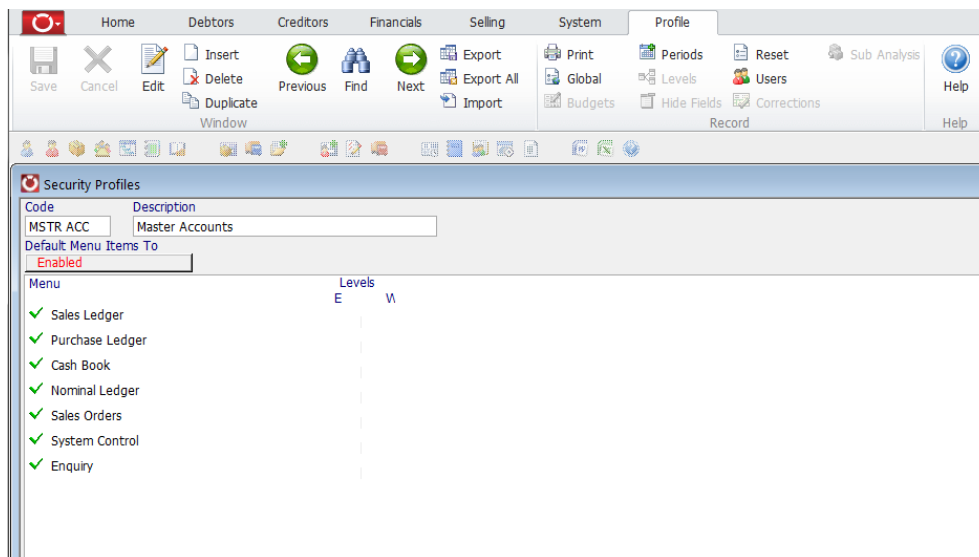 Home Debtors Creditors Financials Selling System Profile
Save Cancel Edit Insert Delete Duplicate Previous Find Next Export Export All Import Print Global Budgets Periods Levels Hide Fields Reset Users Corrections Sub Analysis Help
Window Record Help
Security Profiles
Code Description
MSTR ACC Master Accounts
Default Menu Items To
Enabled
Menu Levels
E
Sales Ledger
Purchase Ledger
Cash Book
Nominal Ledger
Sales Orders
System Control
Enquiry